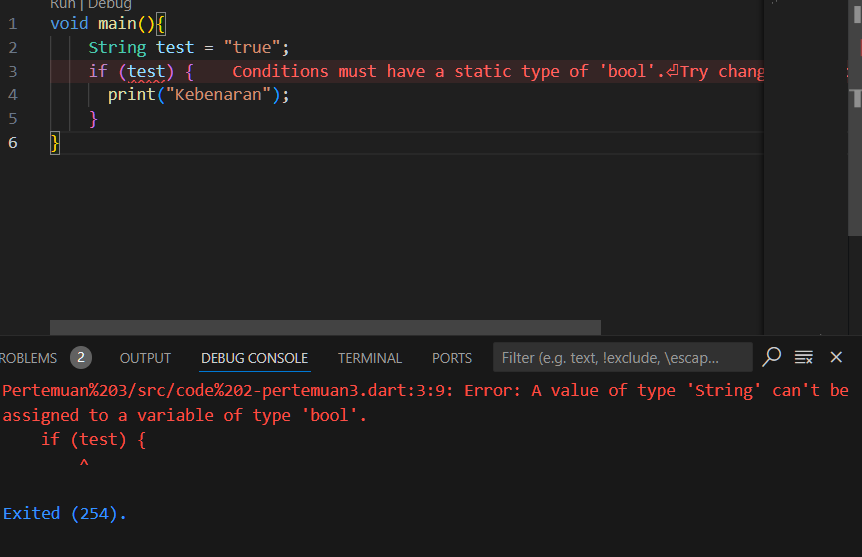 Run | Debug
1 void main(){
2 String test = "true";
3 if (test) { Conditions must have a static type of 'bool'.⏎Try chang
4 print("Kebenaran");
5 }
6 }
ROBLEMS 2 OUTPUT DEBUG CONSOLE TERMINAL PORTS Filter (e.g. text, !exclude, \escap...
Pertemuan%203/src/code%202-pertemuan3.dart:3:9: Error: A value of type 'String' can't be
assigned to a variable of type 'bool'.
if (test) {
^
Exited (254).